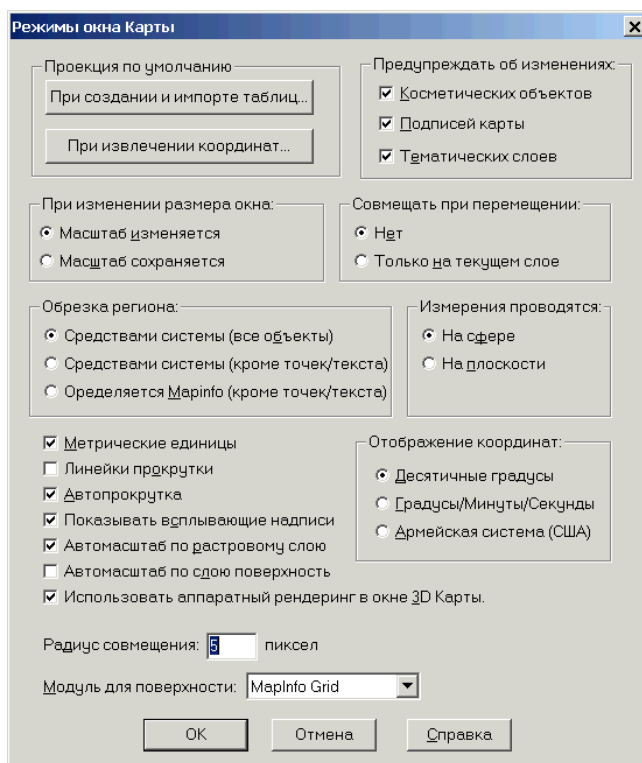 Режимы окна Карты
Проекция по умолчанию
При создании и импорте таблиц...
При извлечении координат...
Предупреждать об изменениях:
Косметических объектов
Подписей карты
Тематических слоев
При изменении размера окна:
Масштаб изменяется
Масштаб сохраняется
Совмещать при перемещении:
Нет
Только на текущем слое
Обрезка региона:
Средствами системы (все объекты)
Средствами системы (кроме точек/текста)
Оределяется Mapinfo (кроме точек/текста)
Измерения проводятся:
На сфере
На плоскости
Метрические единицы
Линейки прокрутки
Автопрокрутка
Показывать всплывающие надписи
Автомасштаб по растровому слою
Автомасштаб по слою поверхность
Использовать аппаратный рендеринг в окне 3D Карты.
Отображение координат:
Десятичные градусы
Градусы/Минуты/Секунды
Армейская система (США)
Радиус совмещения: 5 пиксел
Модуль для поверхности: MapInfo Grid
OK Отмена Справка